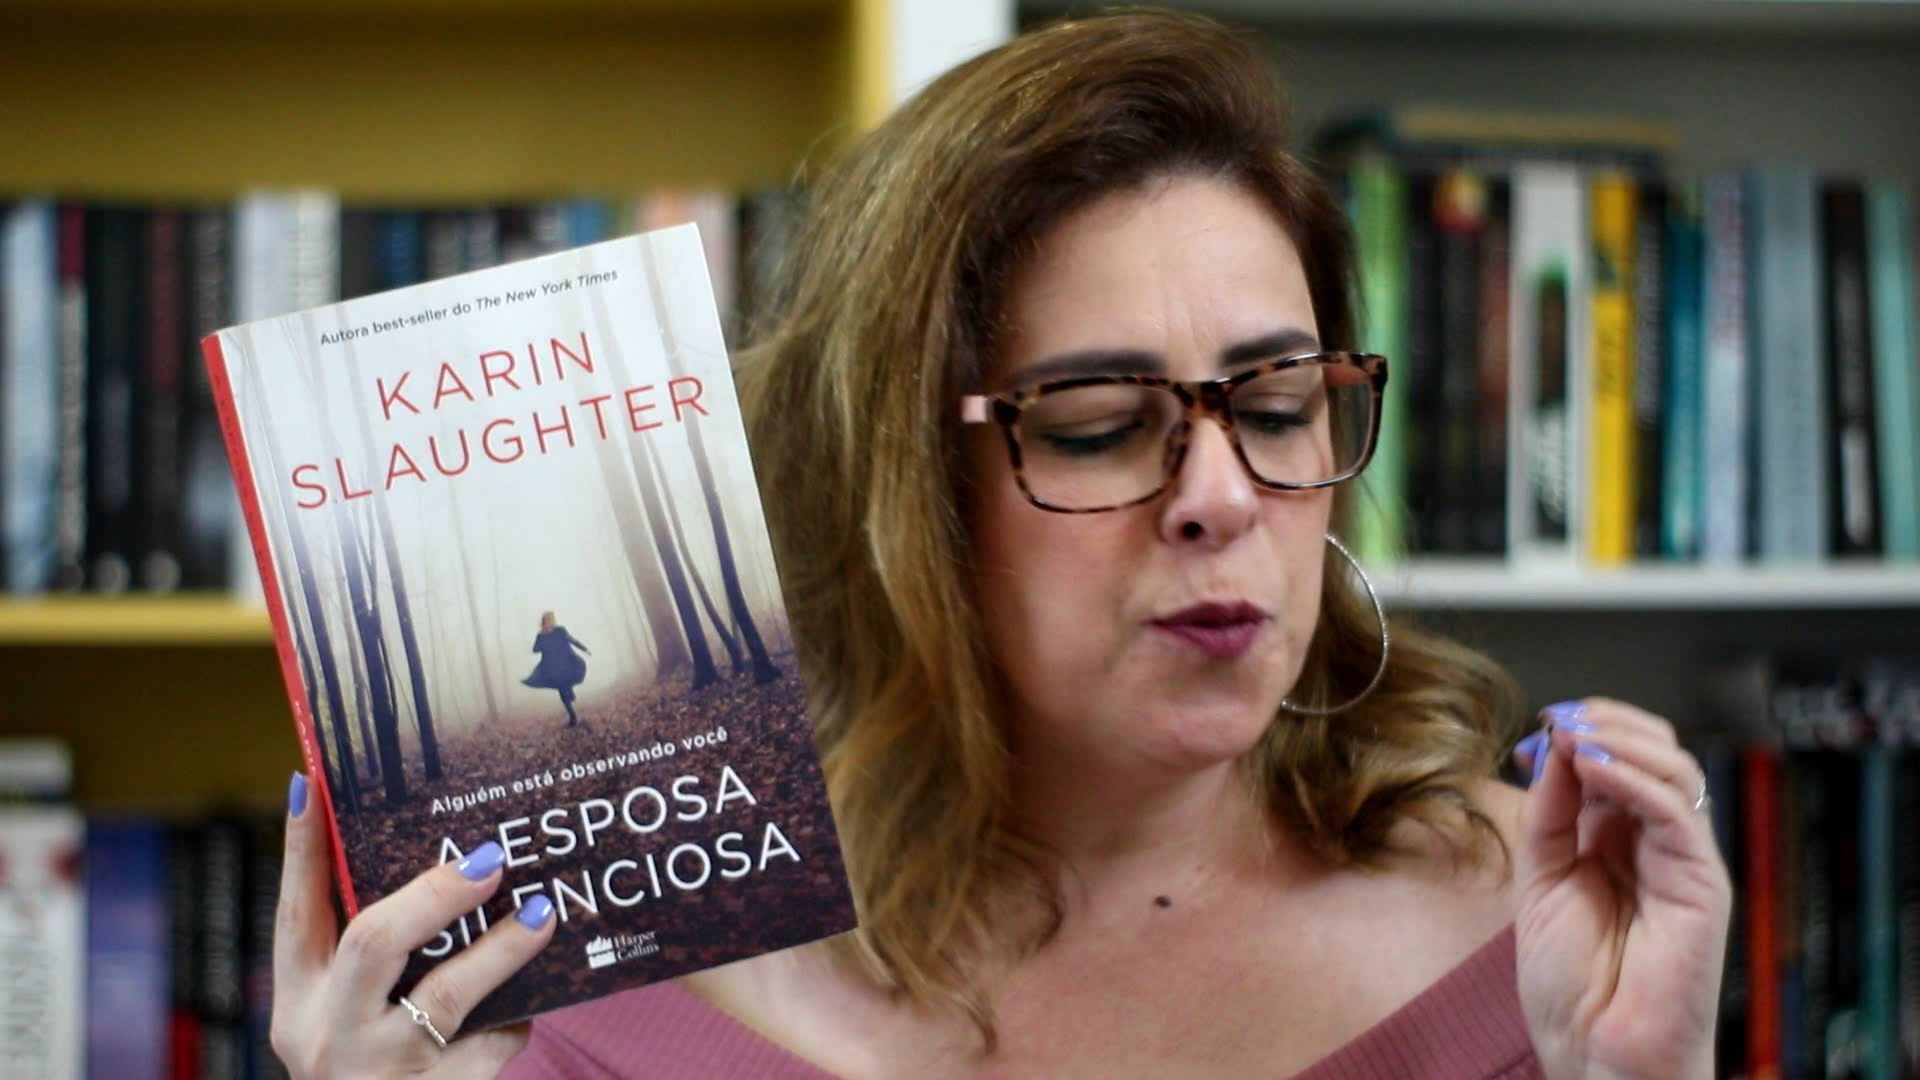 Autora best-seller do The New York Times
KARIN
SLAUGHTER
Alguém está observando você
A ESPOSA
SILENCIOSA
Harper
Collins